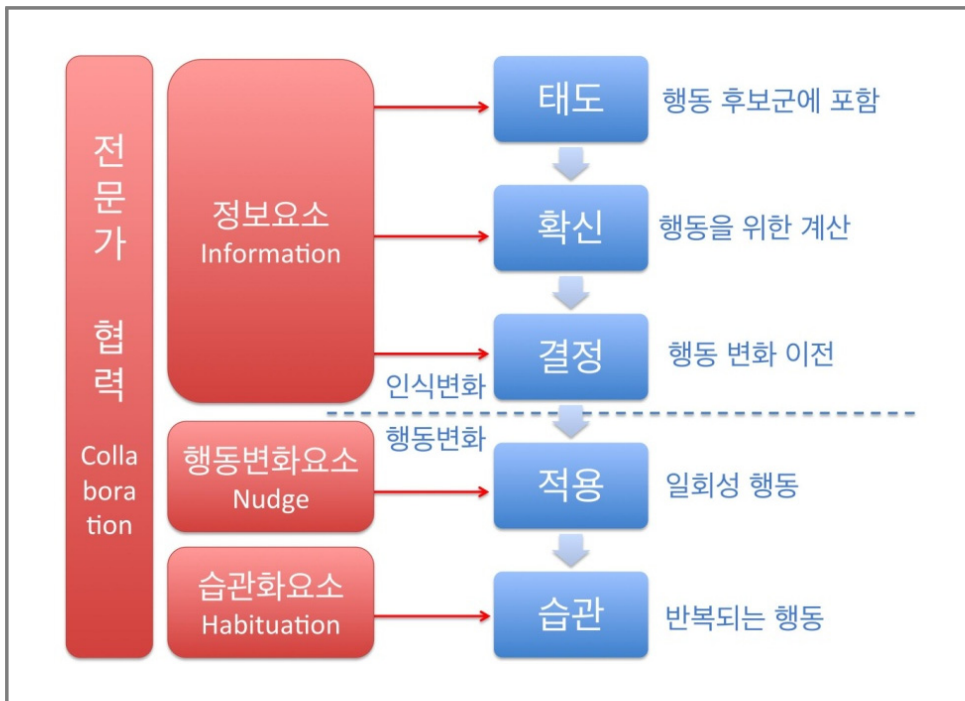 전
문
가
협
력
Colla
bora
tion
정보요소
Information
태도
행동 후보군에 포함
확신
행동을 위한 계산
결정
행동 변화 이전
인식변화
행동변화
행동변화요소
Nudge
적용
일회성 행동
습관화요소
Habituation
습관
반복되는 행동